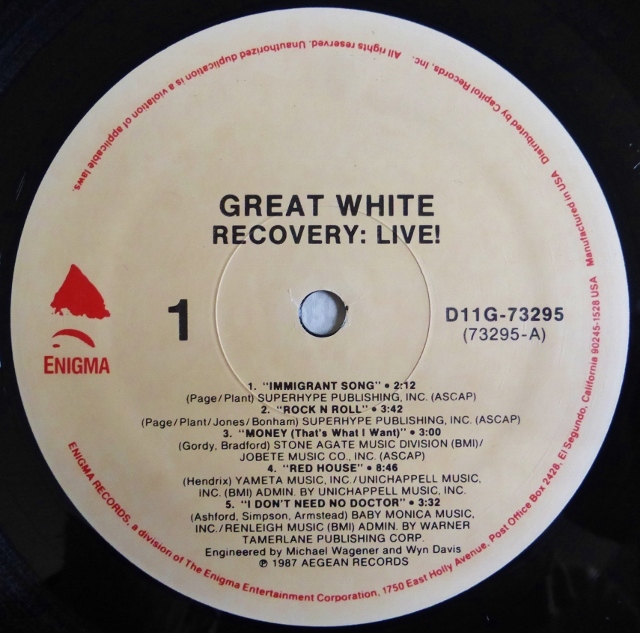 GREAT WHITE
RECOVERY: LIVE!
1
D11G-73295
(73295-A)
ENIGMA
1. "IMMIGRANT SONG" • 2:12
(Page/Plant) SUPERHYPE PUBLISHING, INC. (ASCAP)
2. "ROCK N ROLL" • 3:42
(Page/Plant/Jones/Bonham) SUPERHYPE PUBLISHING, INC. (ASCAP)
3. "MONEY (That's What I Want)" • 3:00
(Gordy, Bradford) STONE AGATE MUSIC DIVISION (BMI)/
JOBETE MUSIC CO., INC. (ASCAP)
4. "RED HOUSE" • 8:46
(Hendrix) YAMETA MUSIC, INC./UNICHAPPELL MUSIC,
INC. (BMI) ADMIN. BY UNICHAPPELL MUSIC, INC.
5. "I DON'T NEED NO DOCTOR" • 3:32
(Ashford, Simpson, Armstead) BABY MONICA MUSIC,
INC./RENLEIGH MUSIC (BMI) ADMIN. BY WARNER
TAMERLANE PUBLISHING CORP.
Engineered by Michael Wagener and Wyn Davis
℗ 1987 AEGEAN RECORDS
ENIGMA RECORDS, a division of The Enigma Entertainment Corporation, 1750 East Holly Avenue, Post Office Box 2428, El Segundo, California 90245-1528 USA Manufactured in USA Distributed by Capitol Records, Inc. All rights reserved. Unauthorized duplication is a violation of applicable laws.